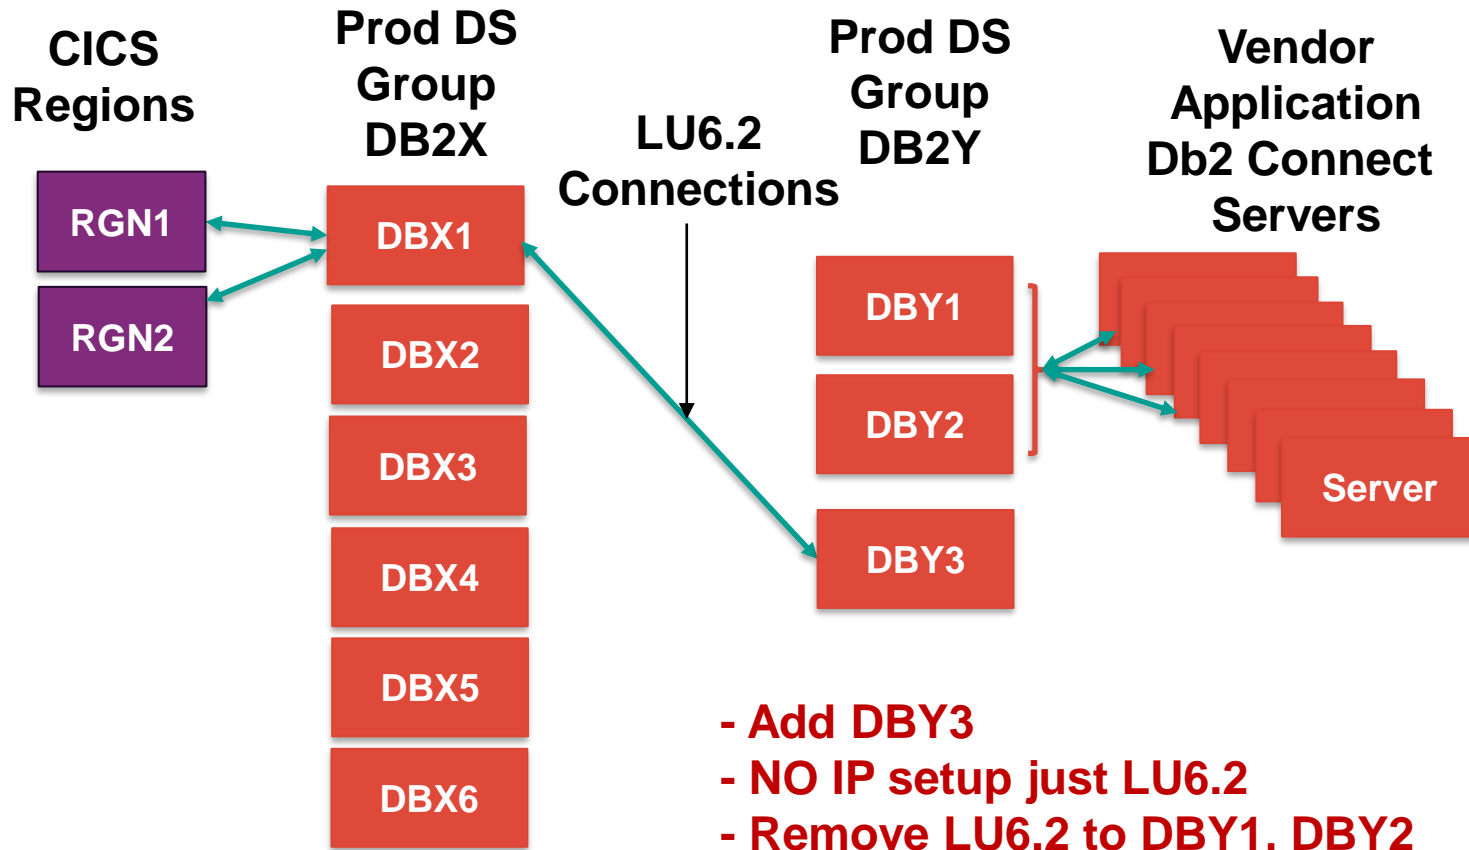 CICS
Regions
Prod DS
Group
DB2X
LU6.2
Connections
Prod DS
Group
DB2Y
Vendor
Application
Db2 Connect
Servers
RGN1
RGN2
DBX1
DBX2
DBX3
DBX4
DBX5
DBX6
DBY1
DBY2
DBY3
Server
- Add DBY3
- NO IP setup just LU6.2
- Remove LU6.2 to DBY1, DBY2